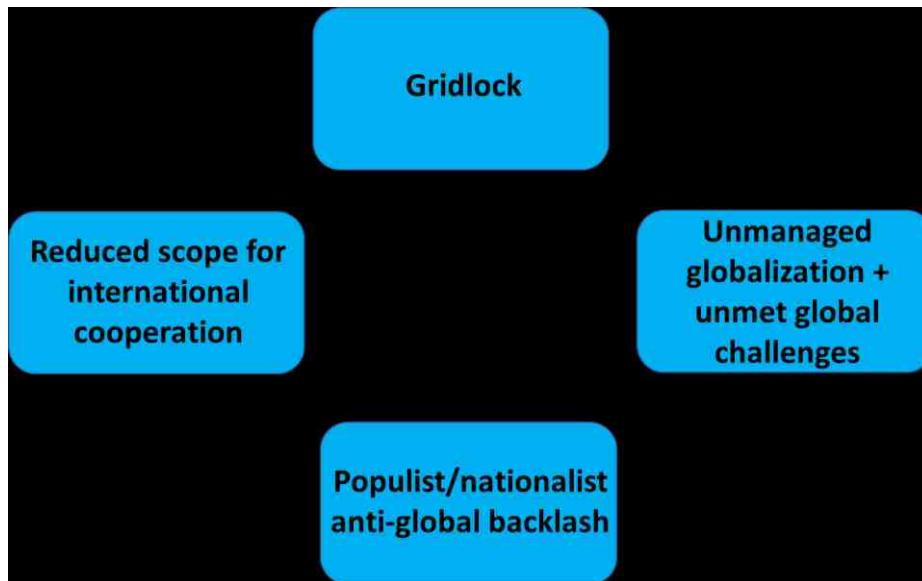 Gridlock
Reduced scope for
international
cooperation
Unmanaged
globalization +
unmet global
challenges
Populist/nationalist
anti-global backlash